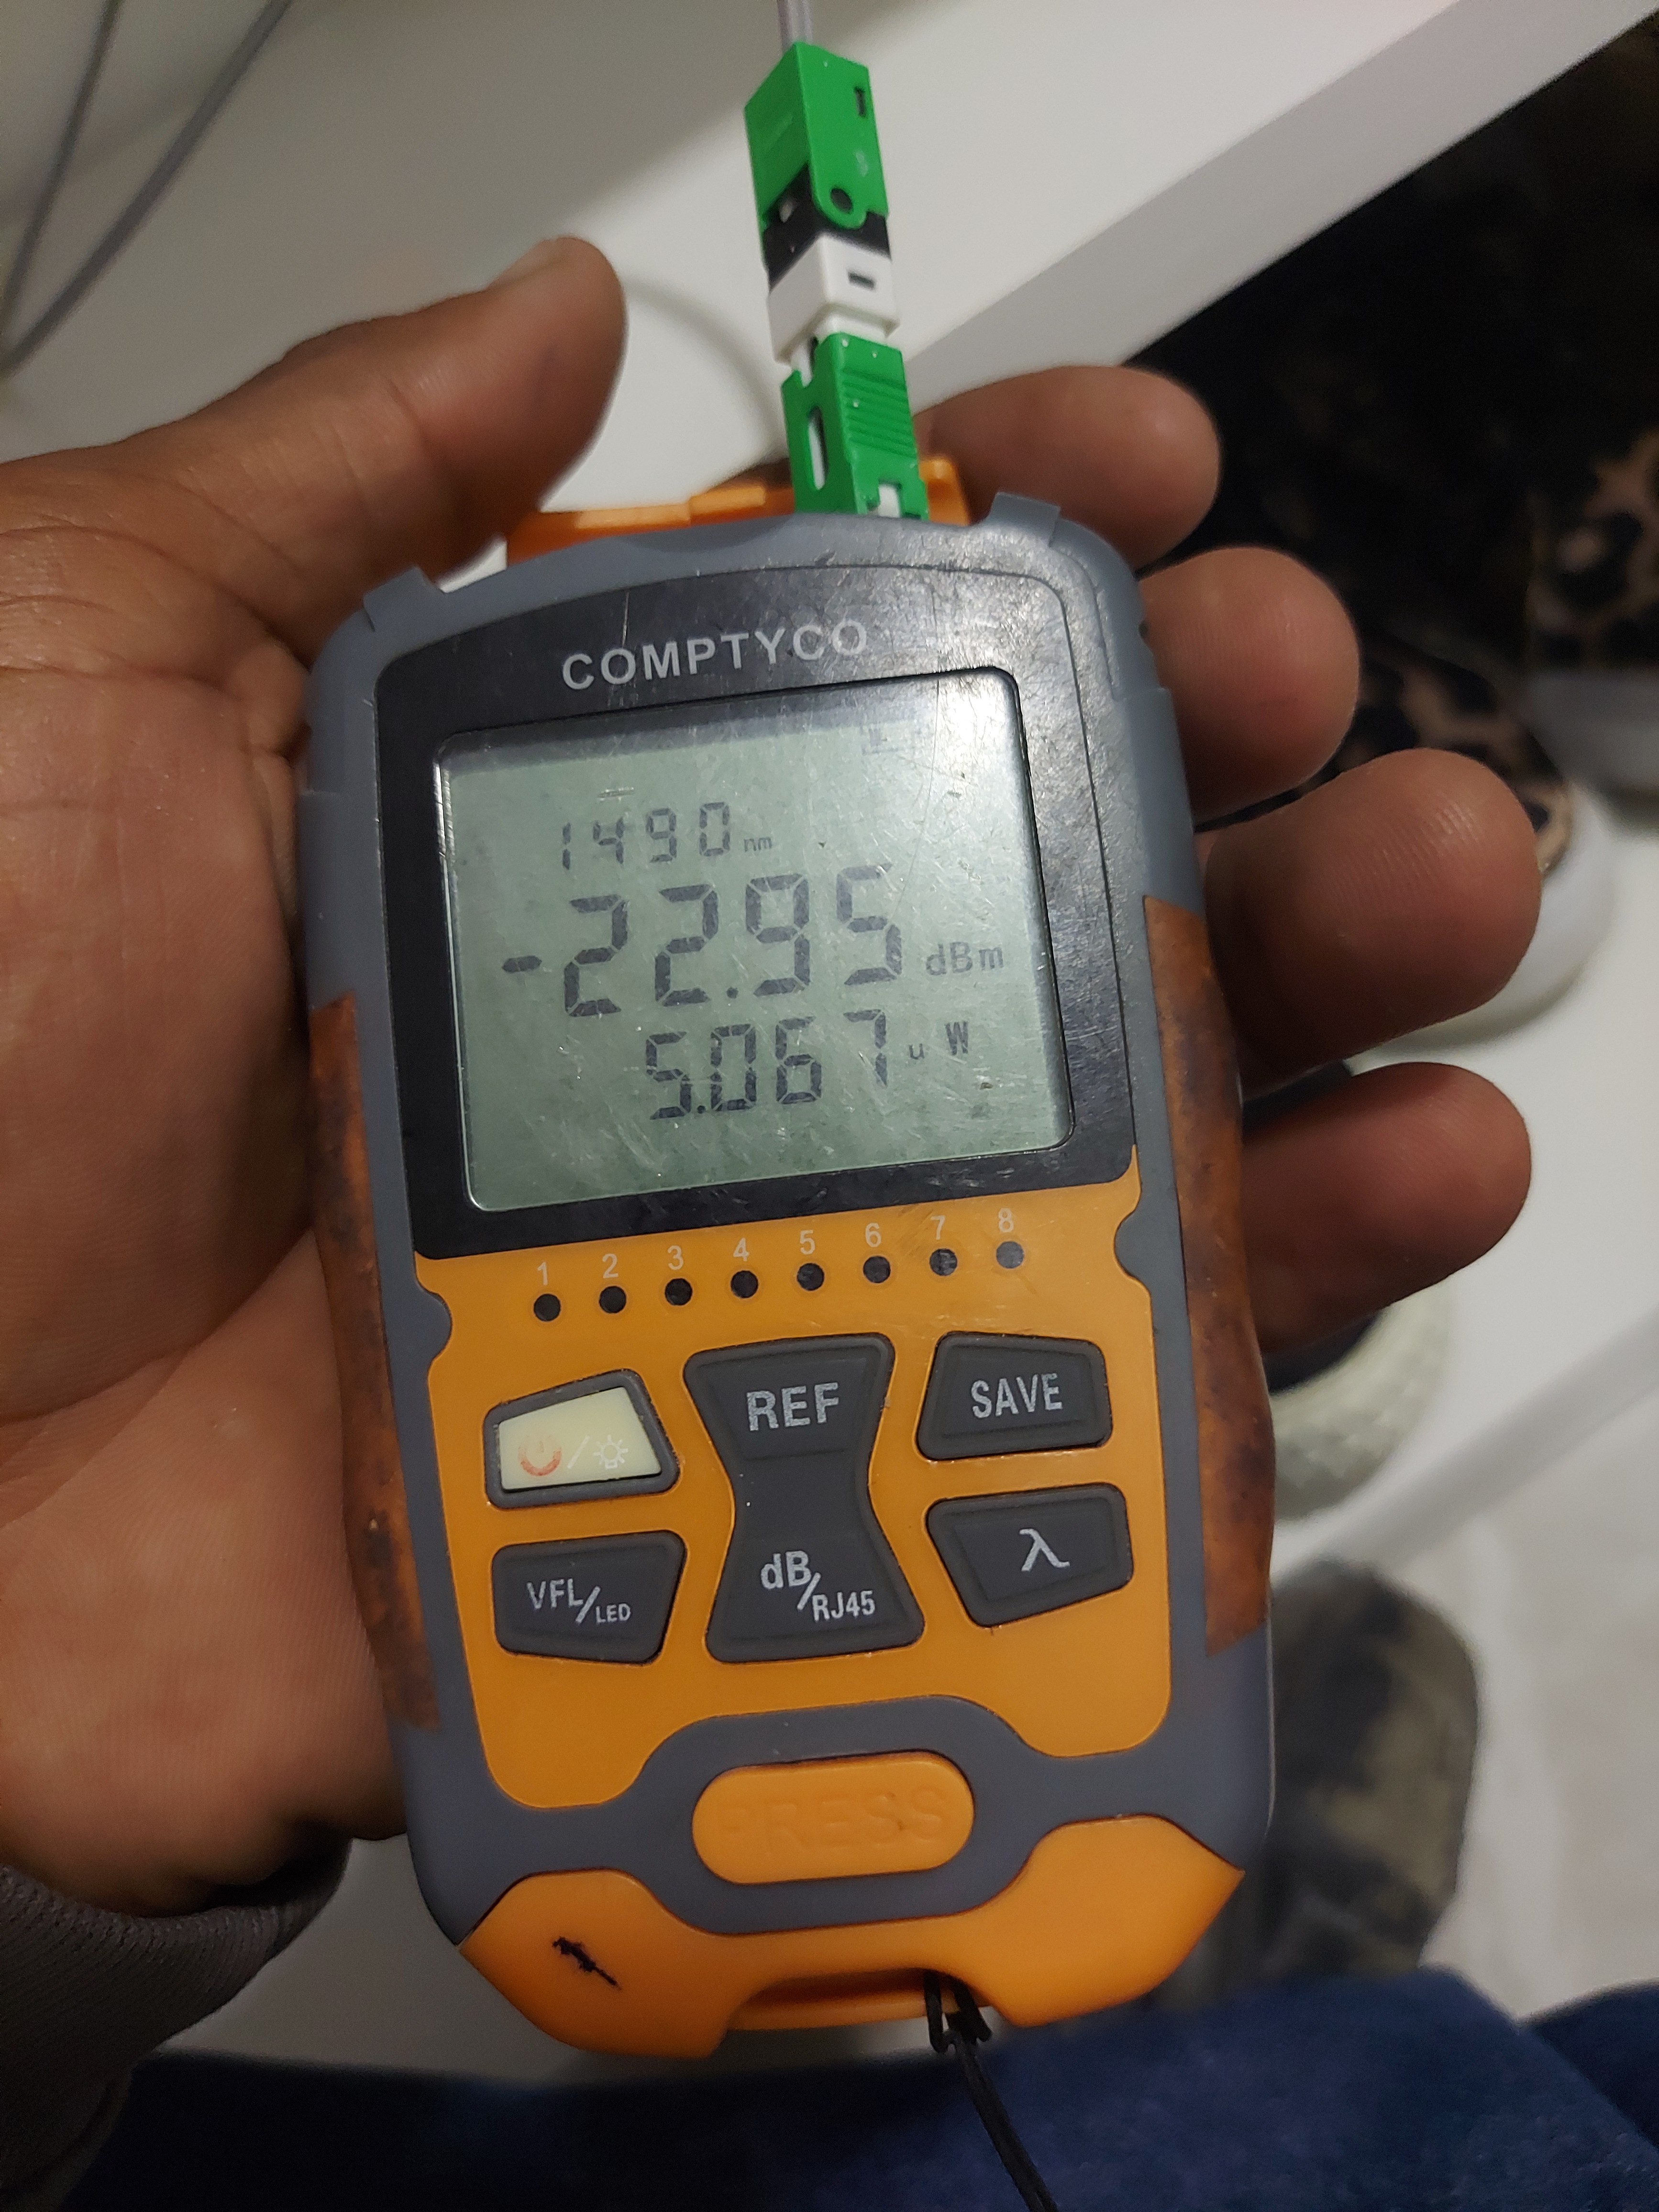 COMPTYCO
1490 nm
-22.95 dBm
5.067 u W
1 2 3 4 5 6 7 8
REF
SAVE
VFL/LED
dB/RJ45
λ
PRESS